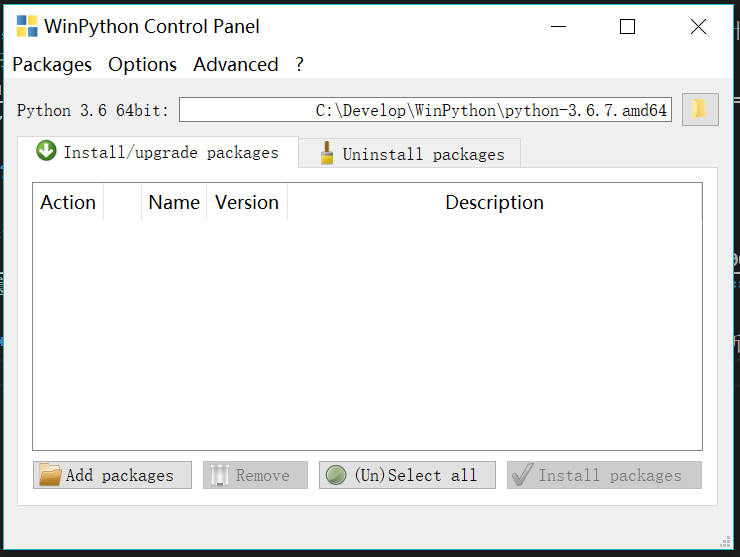 WinPython Control Panel
Packages Options Advanced ?
Python 3.6 64bit: C:\Develop\WinPython\python-3.6.7.amd64
Install/upgrade packages Uninstall packages
Action Name Version Description
Add packages Remove (Un)Select all Install packages